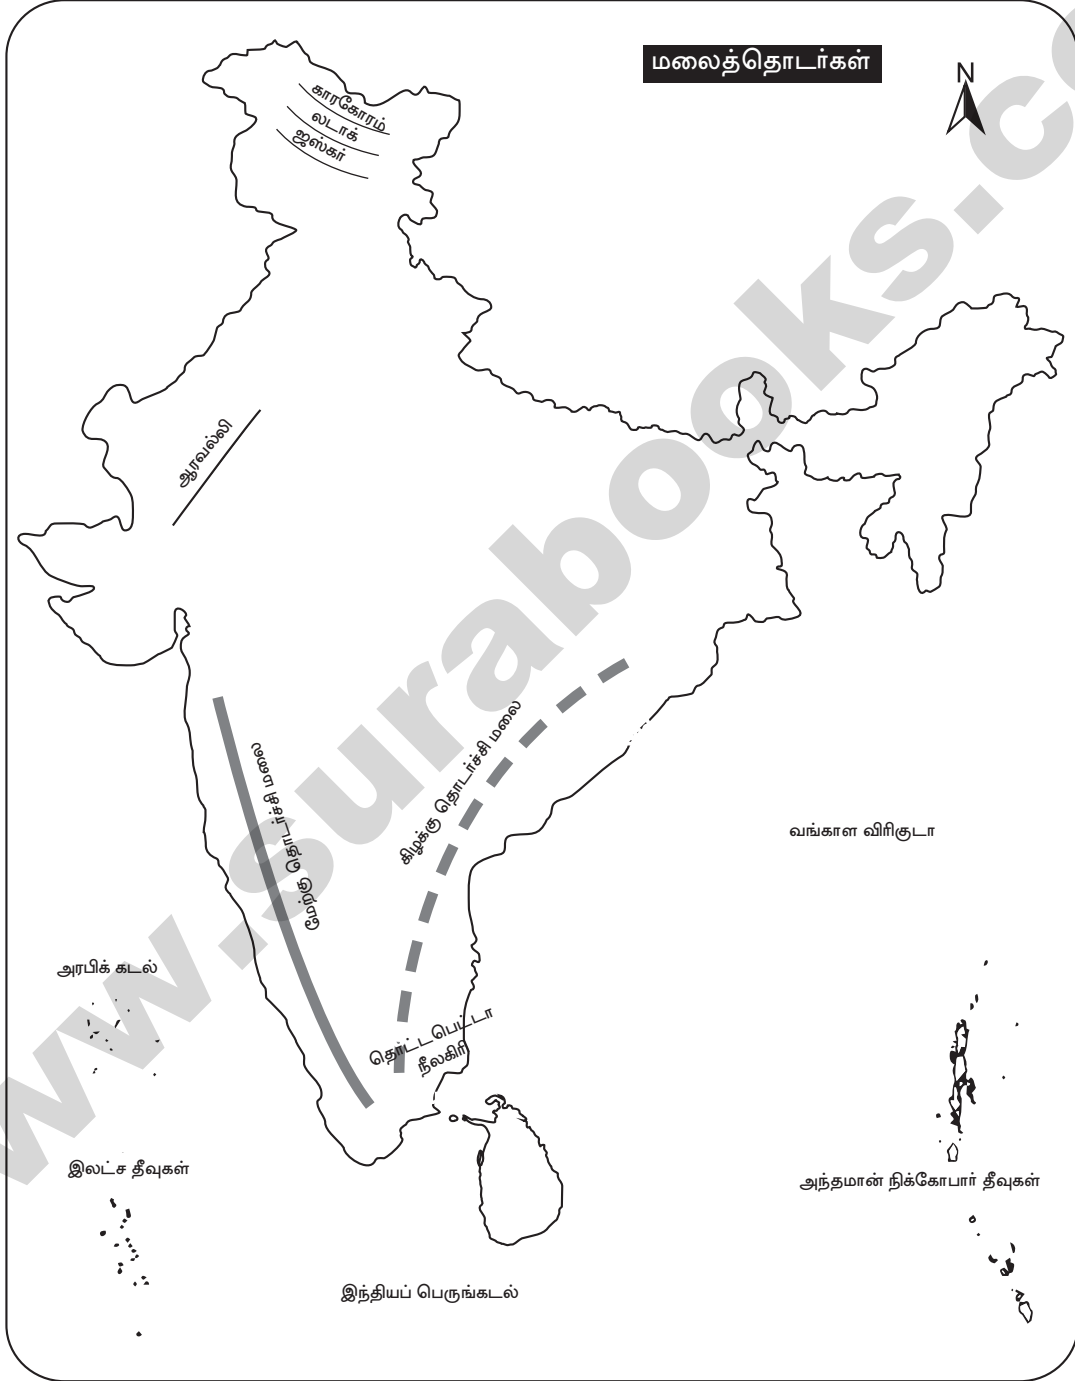 மலைத்தொடர்கள்
N
காரகோரம்
லடாக்
ஜஸ்கர்
ஆரவல்லி
மேற்கு தொடர்ச்சி மலை
கிழக்கு தொடர்ச்சி மலை
வங்காள விரிகுடா
அரபிக் கடல்
தொட்டபெட்டா
நீலகிரி
இலட்ச தீவுகள்
அந்தமான் நிக்கோபார் தீவுகள்
இந்தியப் பெருங்கடல்
www.surabooks.co